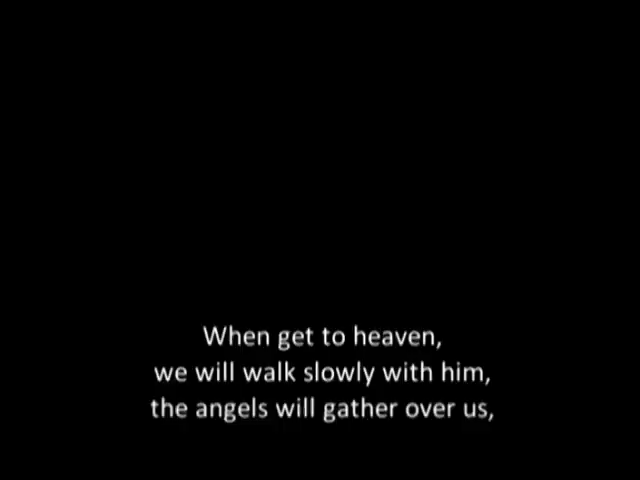 When get to heaven,
we will walk slowly with him,
the angels will gather over us,